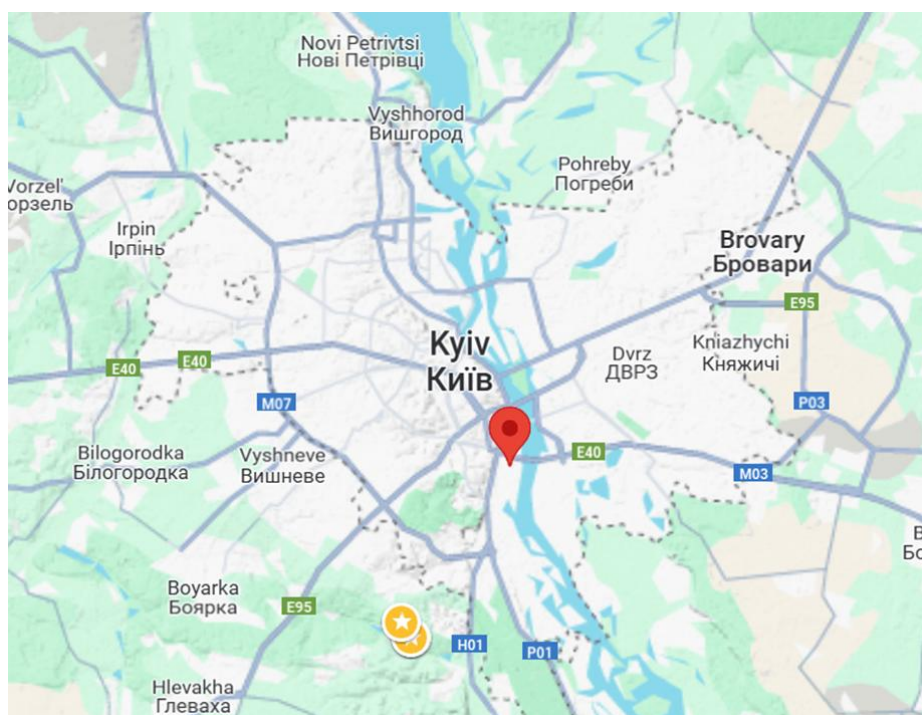 Novi Petrivtsi
Нові Петрівці
Vyshhorod
Вишгород
Pohreby
Погреби
Vorzel'
орзель
Irpin
Ірпінь
Brovary
Бровари
E95
Kyiv
Київ
Dvrz
ДВРЗ
Kniazhychi
Княжичі
E40
E40
M07
P03
Bilogorodka
Білогородка
Vyshneve
Вишневе
E40
M03
Boyarka
Боярка
E95
H01
P01
Hlevakha
Глеваха